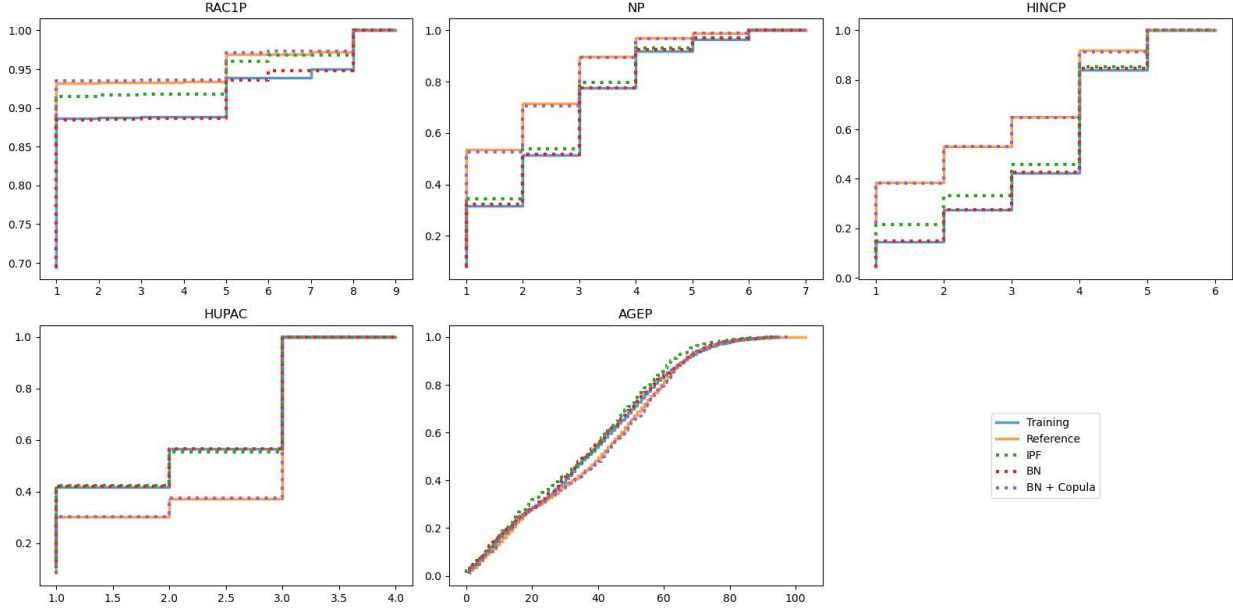 RAC1P
1.00
0.95
0.90
0.85
0.80
0.75
0.70
1 2 3 4 5 6 7 8 9
NP
1.0
0.8
0.6
0.4
0.2
1 2 3 4 5 6 7
HINCP
1.0
0.8
0.6
0.4
0.2
0.0
1 2 3 4 5 6
HUPAC
1.0
0.8
0.6
0.4
0.2
1.0 1.5 2.0 2.5 3.0 3.5 4.0
AGEP
1.0
0.8
0.6
0.4
0.2
0.0
0 20 40 60 80 100
Training
Reference
IPF
BN
BN + Copula